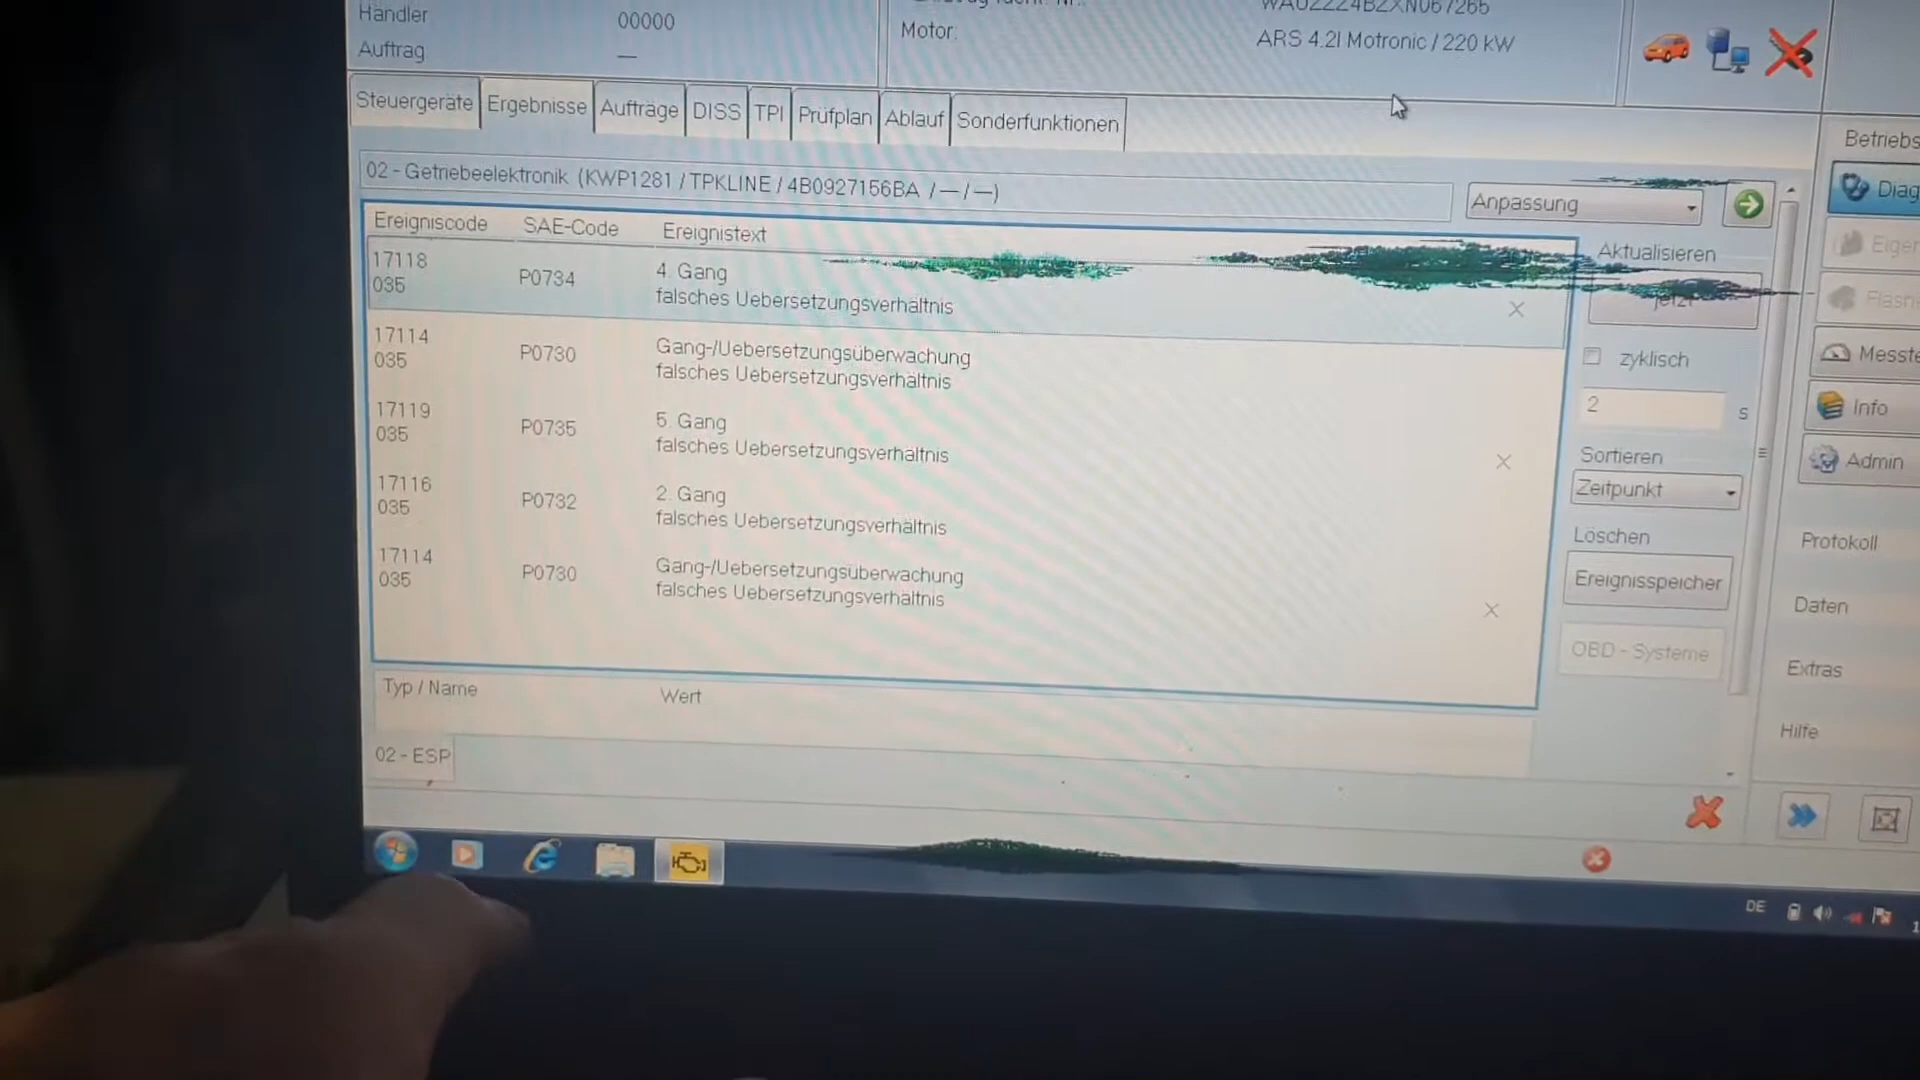 Händler
00000
Auftrag
—
Motor:
ARS 4.2l Motronic / 220 kW
Steuergeräte Ergebnisse Aufträge DISS TPI Prüfplan Ablauf Sonderfunktionen
Betriebs
02 - Getriebeelektronik (KWP1281 / TPKLINE / 4B0927156BA / — / —)
Anpassung
Diag
Ereigniscode SAE-Code Ereignistext
Aktualisieren
Eigen
17118
035
P0734
4. Gang
falsches Uebersetzungsverhältnis
jetzt
Flash
17114
035
P0730
Gang-/Uebersetzungsüberwachung
falsches Uebersetzungsverhältnis
zyklisch
Messte
2 s
Info
17119
035
P0735
5. Gang
falsches Uebersetzungsverhältnis
Sortieren
Zeitpunkt
Admin
17116
035
P0732
2. Gang
falsches Uebersetzungsverhältnis
Löschen
Ereignisspeicher
Protokoll
17114
035
P0730
Gang-/Uebersetzungsüberwachung
falsches Uebersetzungsverhältnis
OBD - Systeme
Daten
Extras
Typ / Name Wert
Hilfe
02 - ESP
DE